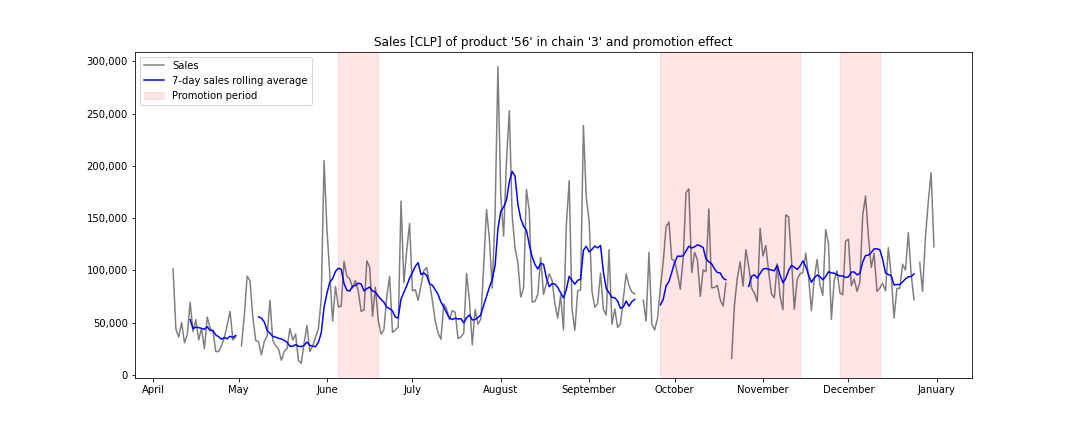 Sales [CLP] of product '56' in chain '3' and promotion effect
Sales
7-day sales rolling average
Promotion period
300,000
250,000
200,000
150,000
100,000
50,000
0
April May June July August September October November December January